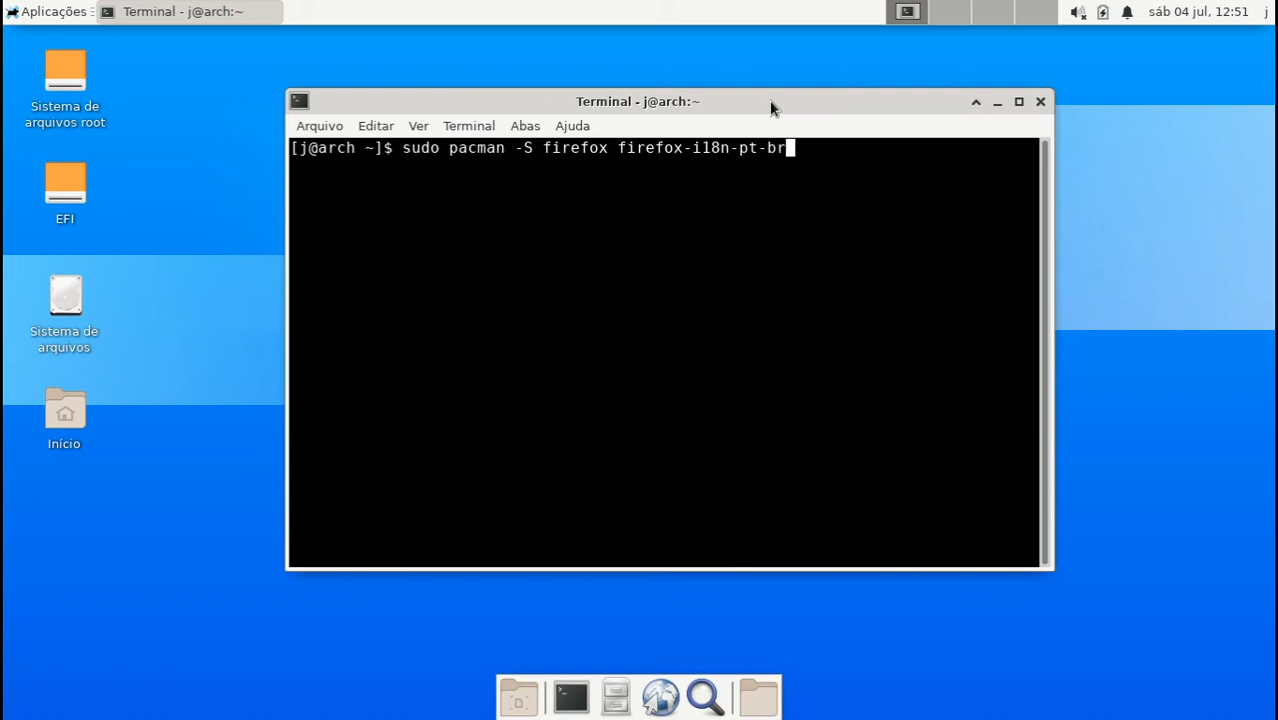 Aplicações
Terminal - j@arch:~
sáb 04 jul, 12:51
j
Sistema de
arquivos root
EFI
Sistema de
arquivos
Início
Terminal - j@arch:~
Arquivo Editar Ver Terminal Abas Ajuda
[j@arch ~]$ sudo pacman -S firefox firefox-i18n-pt-br